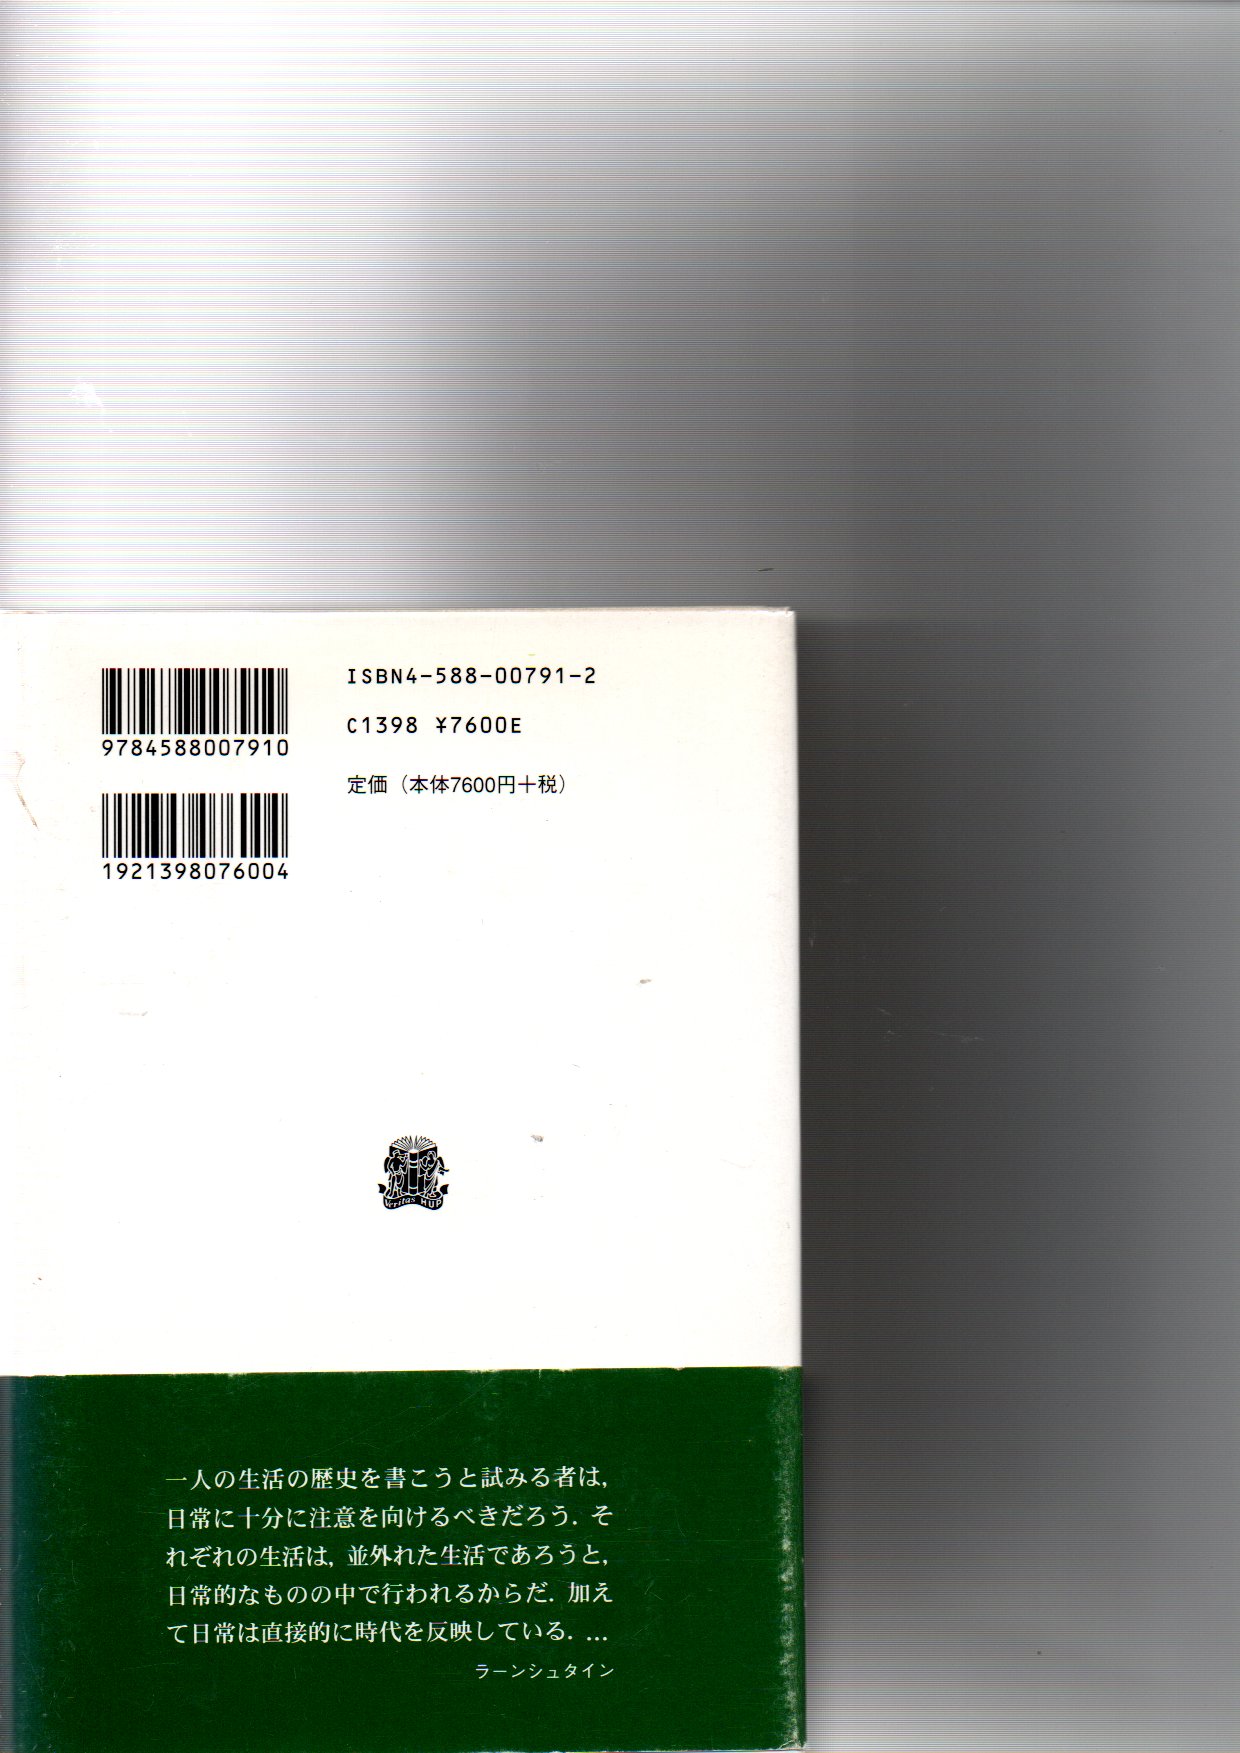 ISBN4-588-00791-2
C1398 ¥7600E
定価（本体7600円＋税）
9784588007910
1921398076004
Veritas HUP
一人の生活の歴史を書こうと試みる者は,
日常に十分に注意を向けるべきだろう. そ
れぞれの生活は, 並外れた生活であろうと,
日常的なものの中で行われるからだ. 加え
て日常は直接的に時代を反映している. …
ラーンシュタイン